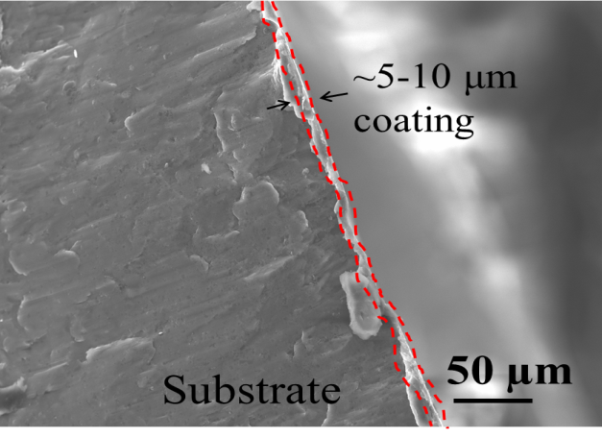 ~5-10 μm
coating
50 μm
Substrate